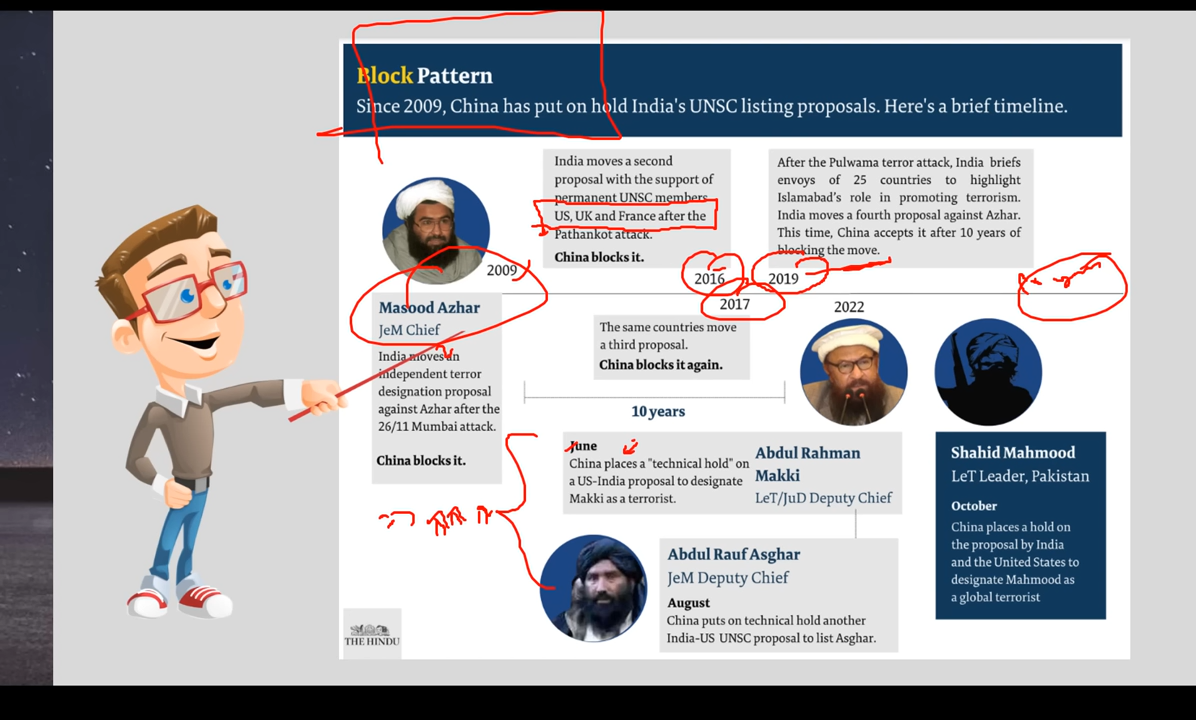 Block Pattern
Since 2009, China has put on hold India's UNSC listing proposals. Here's a brief timeline.
2009
Masood Azhar
JeM Chief
India moves an
independent terror
designation proposal
against Azhar after the
26/11 Mumbai attack.
China blocks it.
India moves a second
proposal with the support of
permanent UNSC members
US, UK and France after the
Pathankot attack.
China blocks it.
2016
2017
The same countries move
a third proposal.
China blocks it again.
After the Pulwama terror attack, India briefs
envoys of 25 countries to highlight
Islamabad's role in promoting terrorism.
India moves a fourth proposal against Azhar.
This time, China accepts it after 10 years of
blocking the move.
2019
10 years
2022
June
China places a "technical hold" on
a US-India proposal to designate
Makki as a terrorist.
Abdul Rahman
Makki
LeT/JuD Deputy Chief
Abdul Rauf Asghar
JeM Deputy Chief
August
China puts on technical hold another
India-US UNSC proposal to list Asghar.
Shahid Mahmood
LeT Leader, Pakistan
October
China places a hold on
the proposal by India
and the United States to
designate Mahmood as
a global terrorist
THE HINDU